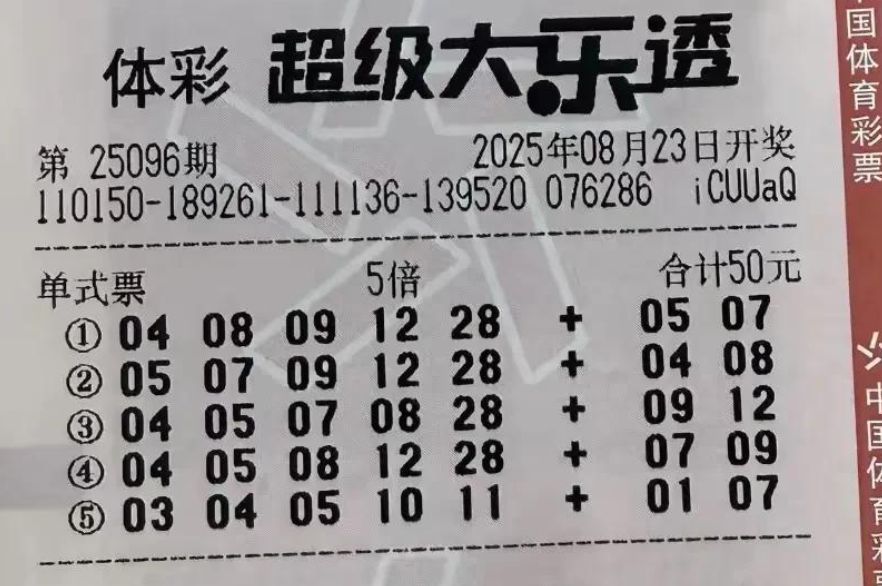 体彩 超级大乐透
第 25096期 2025年08月23日开奖
110150-189261-111136-139520 076286 iCUUaQ
单式票 5倍 合计50元
① 04 08 09 12 28 + 05 07
② 05 07 09 12 28 + 04 08
③ 04 05 07 08 28 + 09 12
④ 04 05 08 12 28 + 07 09
⑤ 03 04 05 10 11 + 01 07
中国体育彩票
中国体育彩票